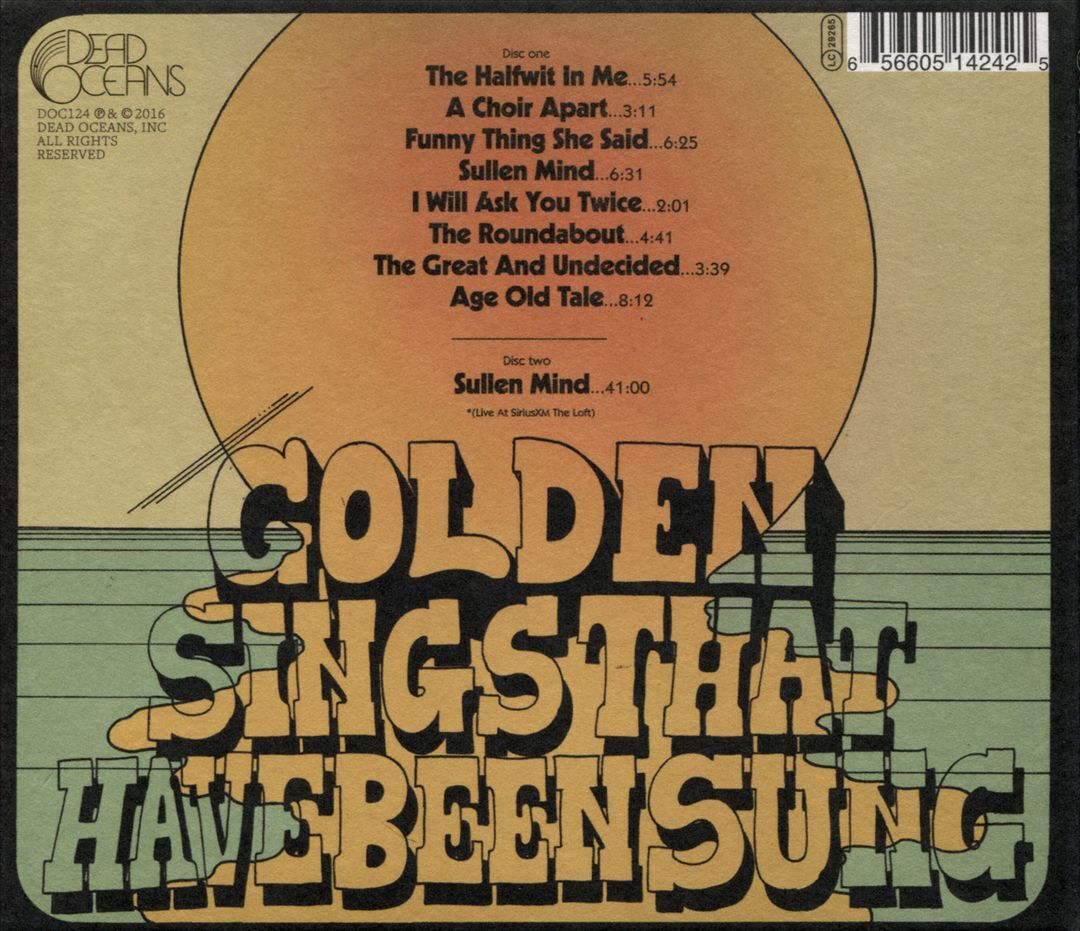 DEAD
OCEANS
DOC124 ℗ & © 2016
DEAD OCEANS, INC
ALL RIGHTS
RESERVED
Disc one
The Halfwit In Me...5:54
A Choir Apart...3:11
Funny Thing She Said...6:25
Sullen Mind...6:31
I Will Ask You Twice...2:01
The Roundabout...4:41
The Great And Undecided...3:39
Age Old Tale...8:12
Disc two
Sullen Mind...41:00
*(Live At SiriusXM The Loft)
LC 29265
6 56605 14242 5
GOLDEN
SINGS THAT
HAVE BEEN SUNG